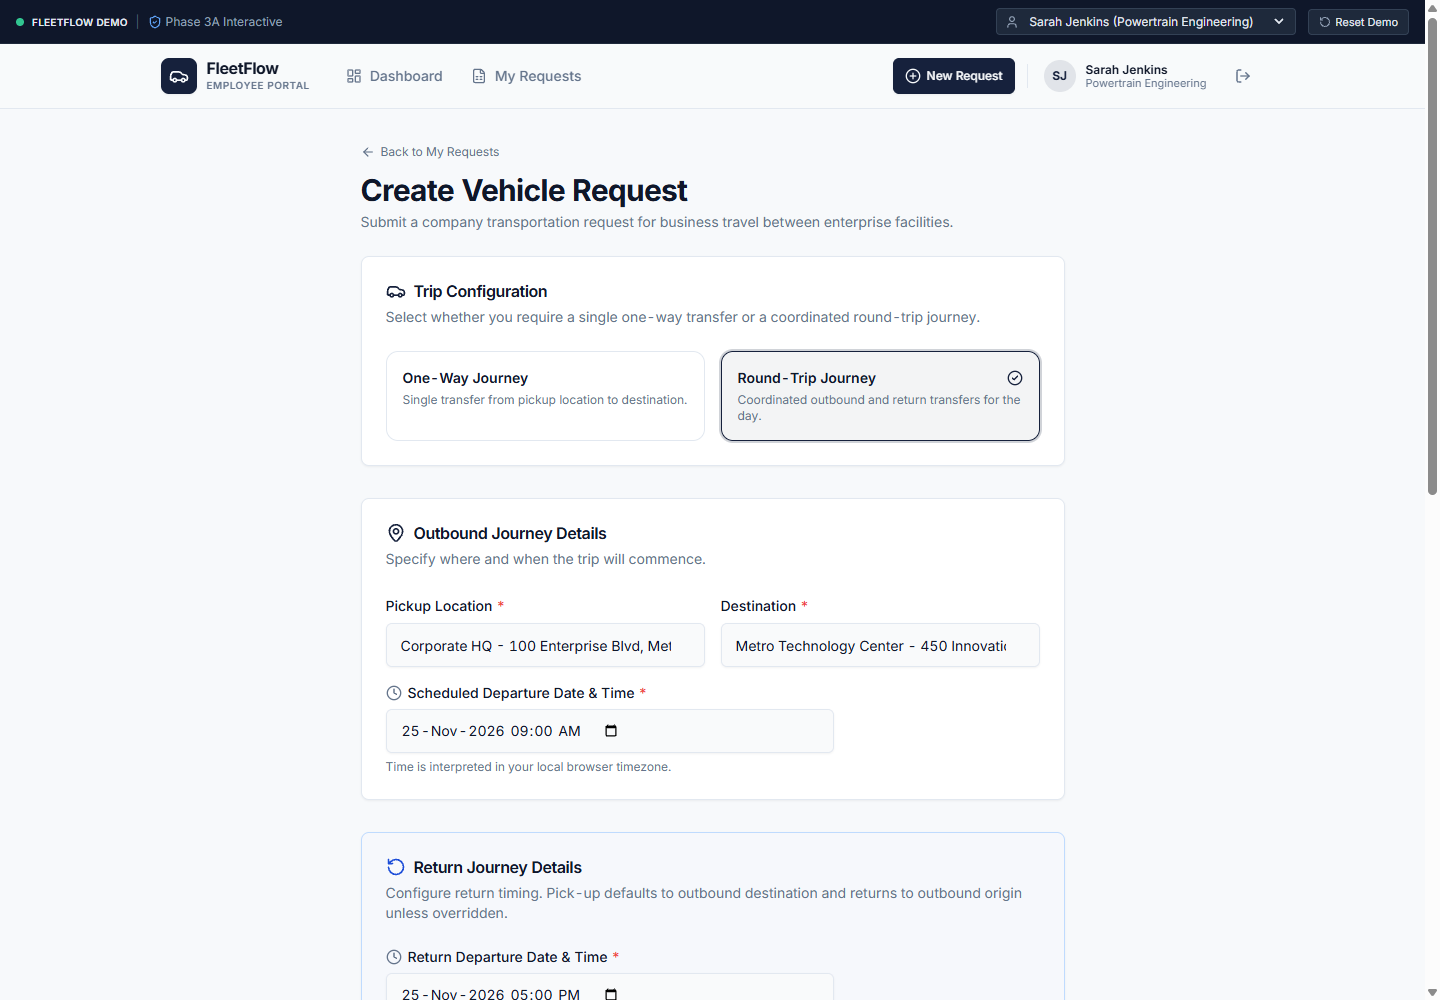 FLEETFLOW DEMO
Phase 3A Interactive
Sarah Jenkins (Powertrain Engineering)
Reset Demo
FleetFlow
EMPLOYEE PORTAL
Dashboard
My Requests
New Request
SJ
Sarah Jenkins
Powertrain Engineering
Back to My Requests
Create Vehicle Request
Submit a company transportation request for business travel between enterprise facilities.
Trip Configuration
Select whether you require a single one-way transfer or a coordinated round-trip journey.
One-Way Journey
Single transfer from pickup location to destination.
Round-Trip Journey
Coordinated outbound and return transfers for the
day.
Outbound Journey Details
Specify where and when the trip will commence.
Pickup Location *
Destination *
Corporate HQ - 100 Enterprise Blvd,
Metro Technology Center - 450
Scheduled Departure Date & Time *
25-Nov-2026 09:00 AM
Time is interpreted in your local browser timezone.
Return Journey Details
Configure return timing. Pick-up defaults to outbound destination and returns to outbound origin
unless overridden.
Return Departure Date & Time *
25-Nov-2026 05:00 PM